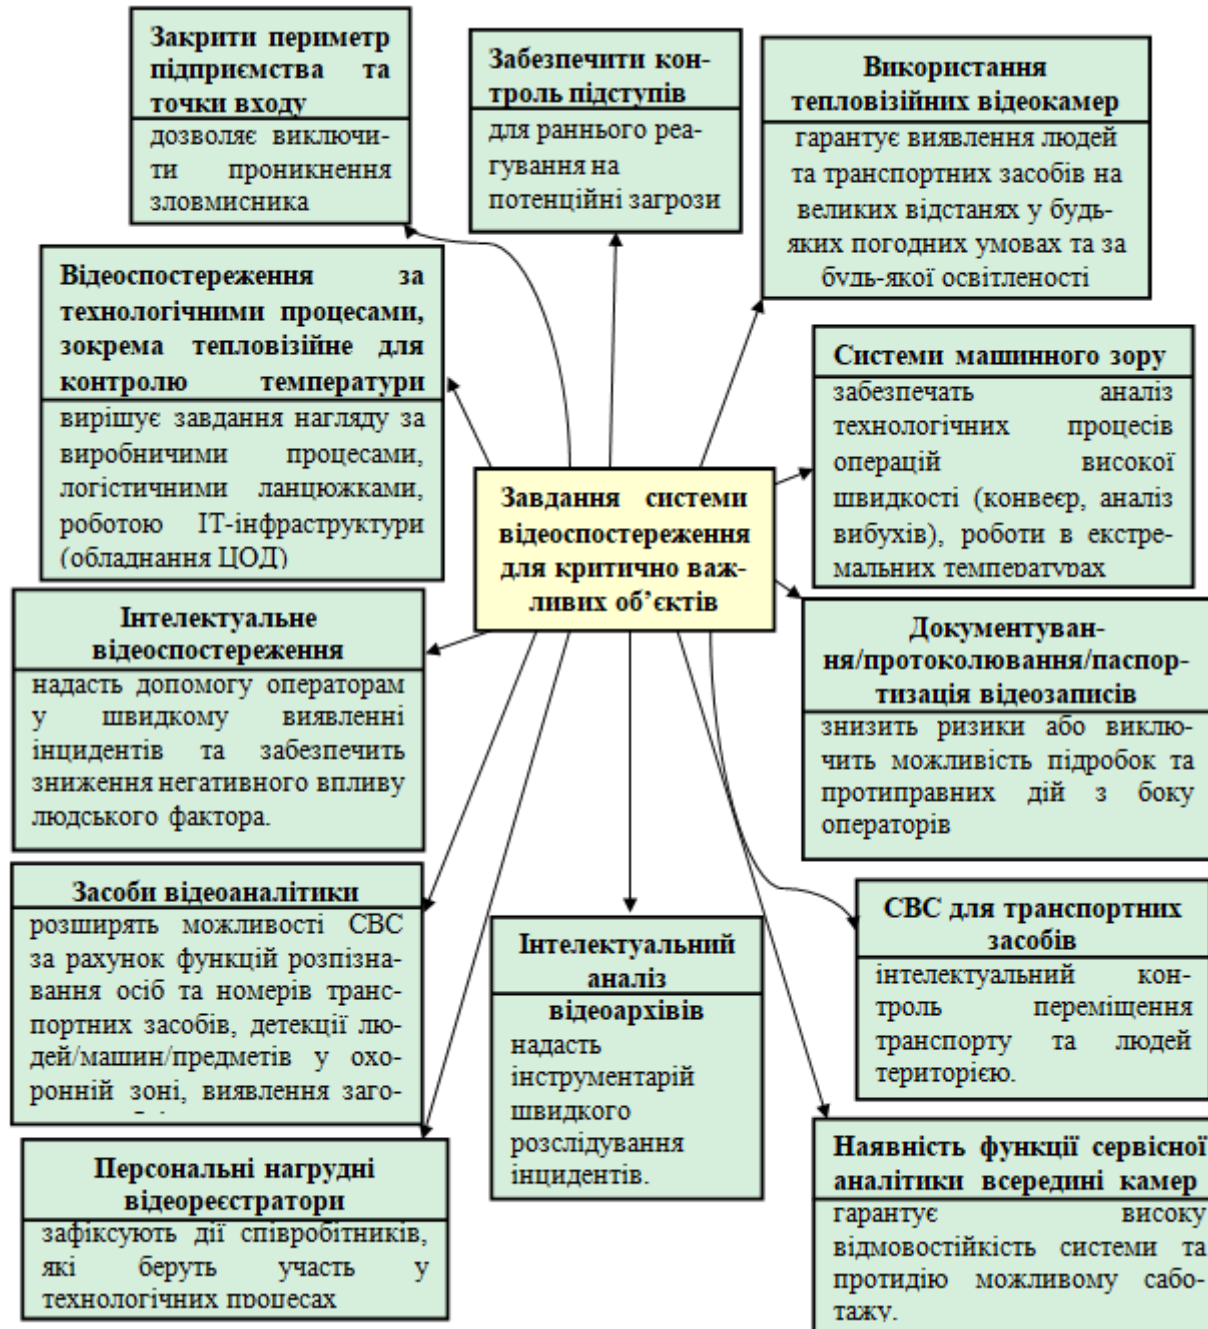 Закрити периметр
підприємства та
точки входу
дозволяє виключи-
ти проникнення
зловмисника
Забезпечити кон-
троль підступів
для раннього реа-
гування на
потенційні загрози
Використання
тепловізійних відеокамер
гарантує виявлення людей
та транспортних засобів на
великих відстанях у будь-
яких погодних умовах та за
будь-якої освітленості
Відеоспостереження за
технологічними процесами,
зокрема тепловізійне для
контролю температури
вирішує завдання нагляду за
виробничими процесами,
логістичними ланцюжками,
роботою ІТ-інфраструктури
(обладнання ЦОД)
Системи машинного зору
забезпечать аналіз
технологічних процесів
операцій високої
швидкості (конвеєр, аналіз
вибухів), роботи в екстре-
мальних температурах
Завдання системи
відеоспостереження
для критично важ-
ливих об’єктів
Інтелектуальне
відеоспостереження
надасть допомогу операторам
у швидкому виявленні
інцидентів та забезпечить
зниження негативного впливу
людського фактора.
Документуван-
ня/протоколювання/паспор-
тизація відеозаписів
знизить ризики або виклю-
чить можливість підробок та
протиправних дій з боку
операторів
Засоби відеоаналітики
розширять можливості СВС
за рахунок функцій розпізна-
вання осіб та номерів транс-
портних засобів, детекції лю-
дей/машин/предметів у охо-
ронній зоні, виявлення заго-
Інтелектуальний
аналіз
відеоархівів
надасть
інструментарій
швидкого
розслідування
інцидентів.
СВС для транспортних
засобів
інтелектуальний кон-
троль переміщення
транспорту та людей
територією.
Персональні нагрудні
відеореєстратори
зафіксують дії співробітників,
які беруть участь у
технологічних процесах
Наявність функції сервісної
аналітики всередині камер
гарантує високу
відмовостійкість системи та
протидію можливому сабо-
тажу.